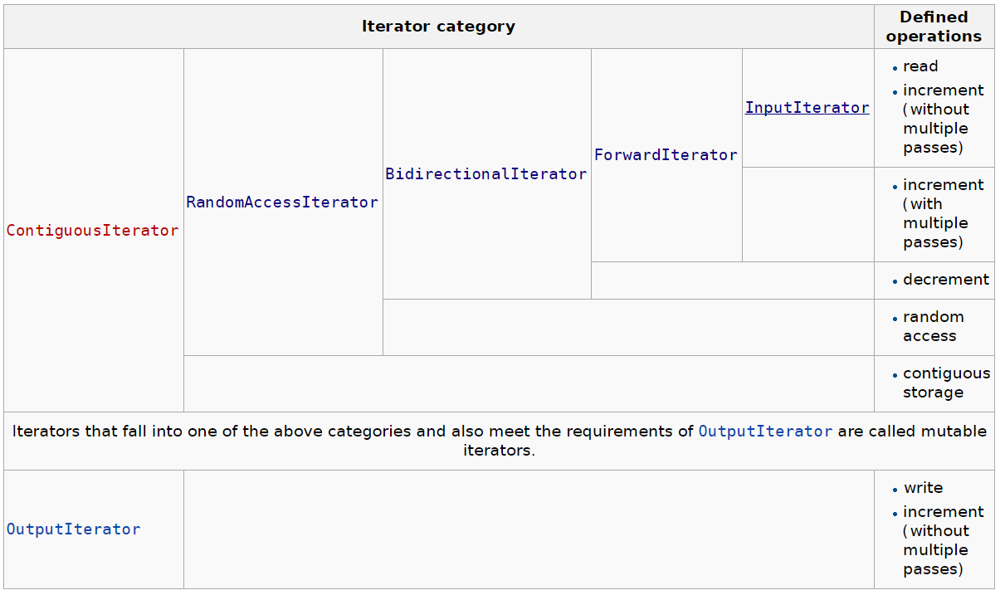 Iterator category
Defined
operations
ContiguousIterator
RandomAccessIterator
BidirectionalIterator
ForwardIterator
InputIterator
• read
• increment
(without
multiple
passes)
• increment
(with
multiple
passes)
• decrement
• random
access
• contiguous
storage
Iterators that fall into one of the above categories and also meet the requirements of OutputIterator are called mutable
iterators.
OutputIterator
• write
• increment
(without
multiple
passes)